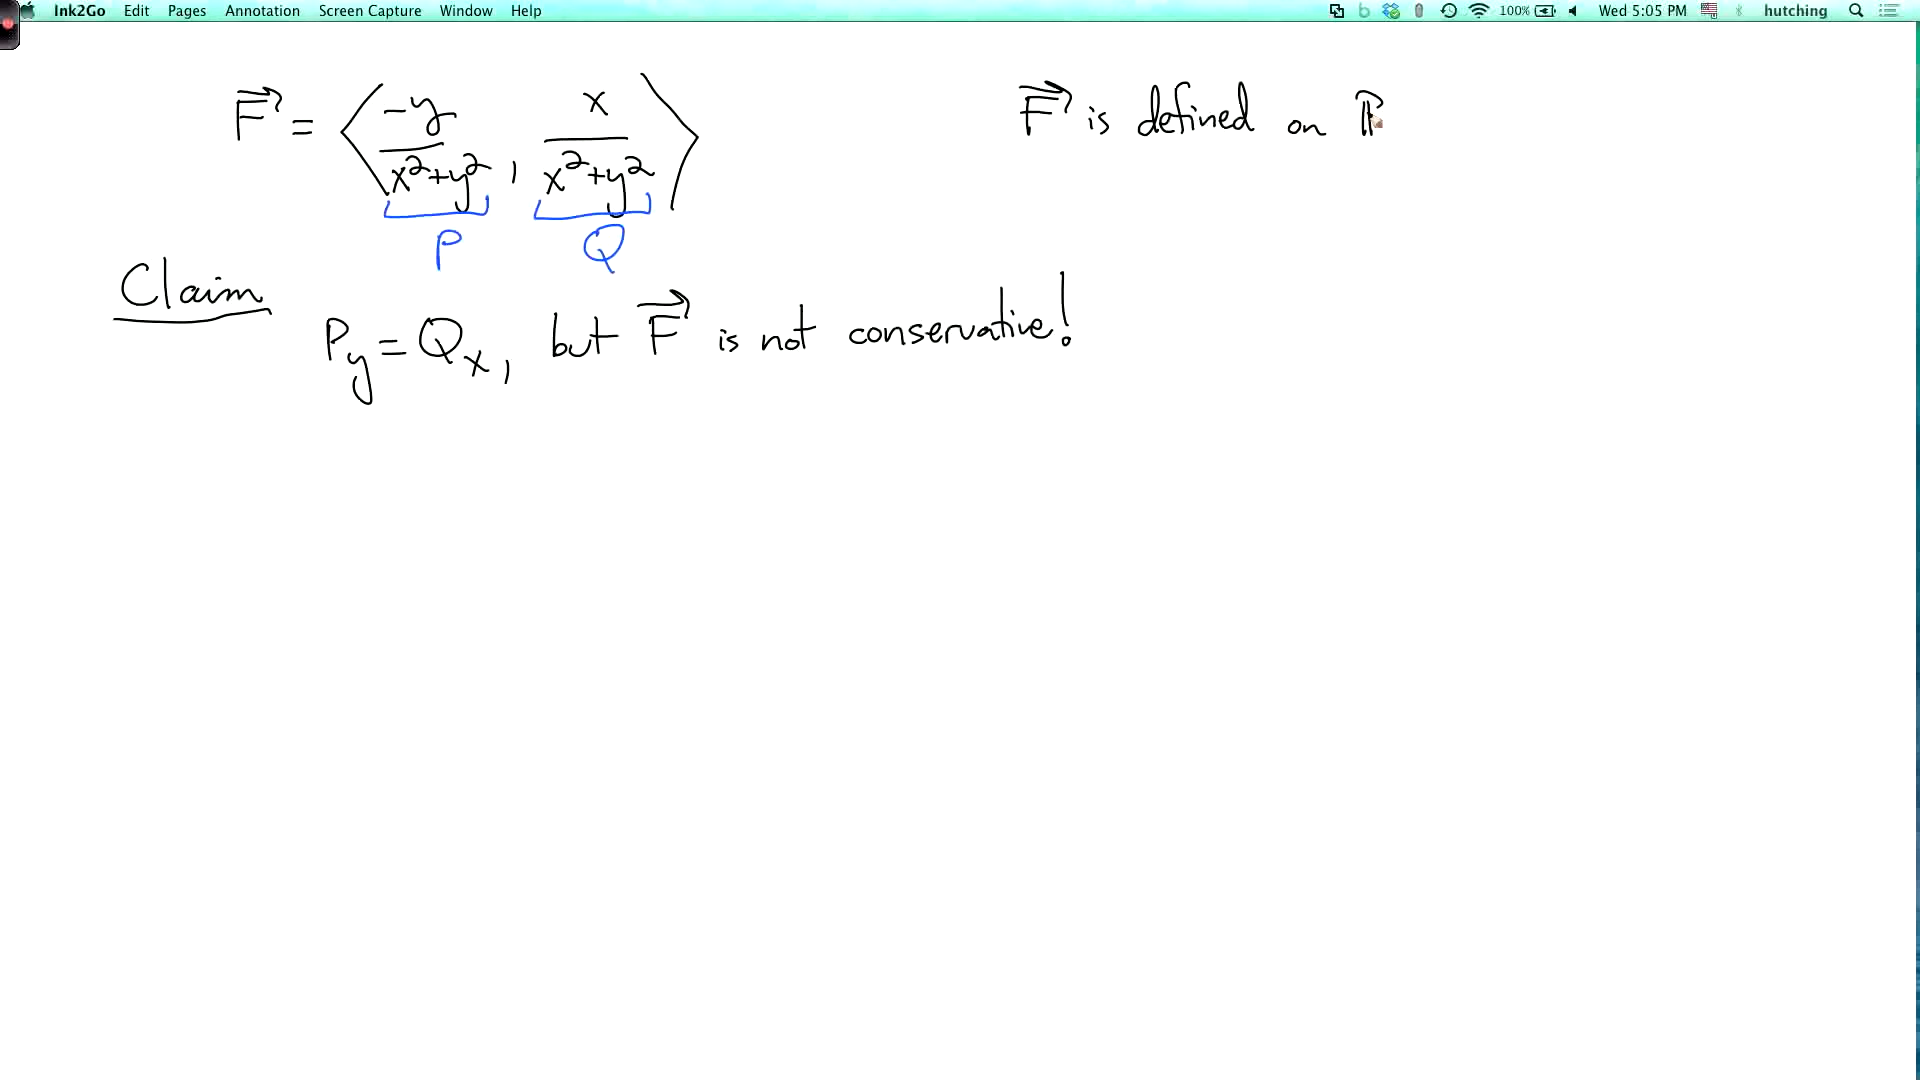 Ink2Go Edit Pages Annotation Screen Capture Window Help 100% Wed 5:05 PM hutching
F⃗ = ⟨ -y/(x²+y²) , x/(x²+y²) ⟩
F⃗ is defined on
P Q
Claim
P_y = Q_x, but F⃗ is not conservative!